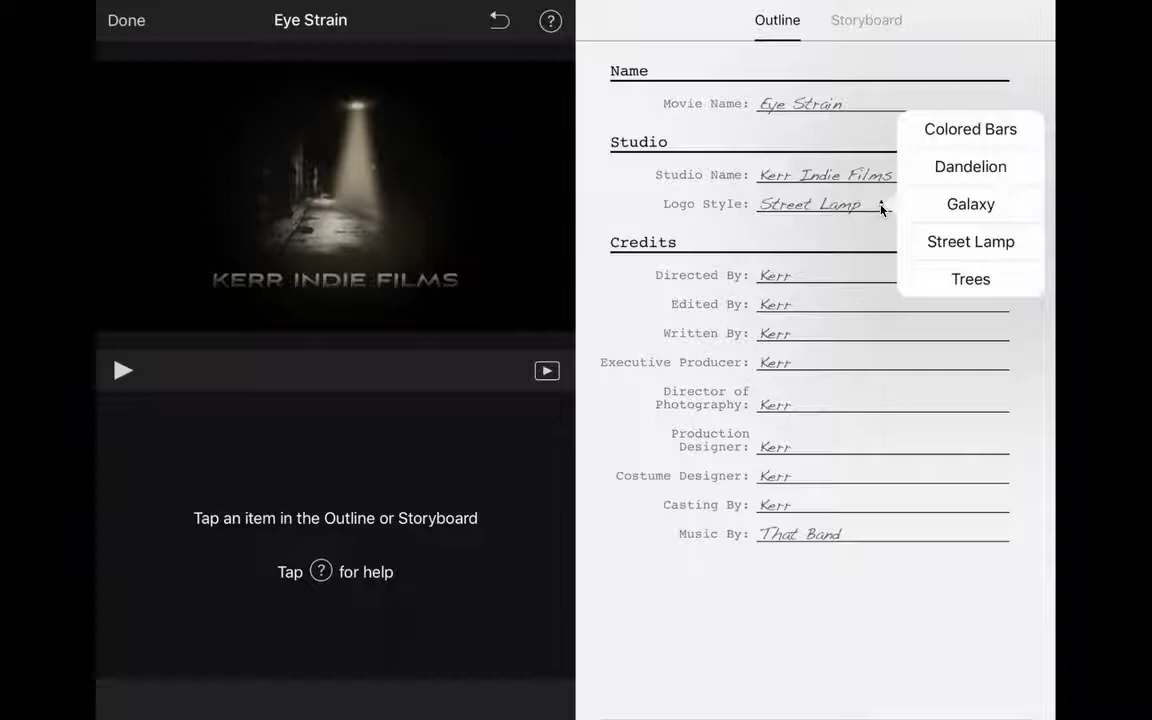 Done
Eye Strain
?
KERR INDIE FILMS
Tap an item in the Outline or Storyboard
Tap ? for help
Outline
Storyboard
Name
Movie Name: Eye Strain
Studio
Studio Name: Kerr Indie Films
Logo Style: Street Lamp
Colored Bars
Dandelion
Galaxy
Street Lamp
Trees
Credits
Directed By: Kerr
Edited By: Kerr
Written By: Kerr
Executive Producer: Kerr
Director of
Photography: Kerr
Production
Designer: Kerr
Costume Designer: Kerr
Casting By: Kerr
Music By: That Band